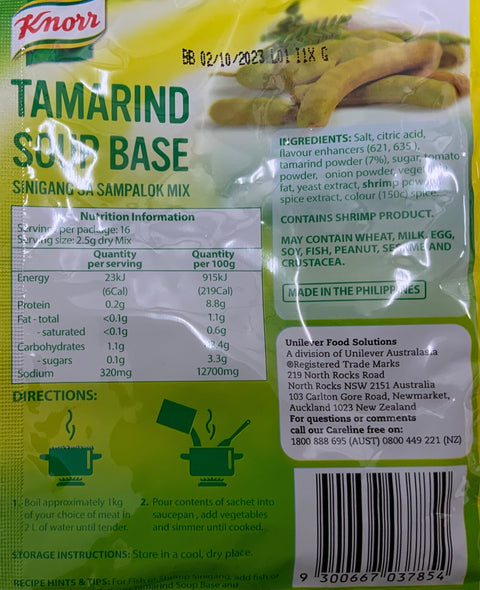 Knorr
BB 02/10/2023 L01 11X G
TAMARIND
SOUP BASE
SINIGANG SA SAMPALOK MIX
Nutrition Information
Servings per package: 16
Serving size: 2.5g dry Mix
Quantity per serving Quantity per 100g
Energy 23kJ 915kJ
(6Cal) (219Cal)
Protein 0.2g 8.8g
Fat - total <0.1g 1.1g
- saturated <0.1g 0.6g
Carbohydrates 1.1g
- sugars 0.1g 3.3g
Sodium 320mg 12700mg
DIRECTIONS:
1. Boil approximately 1kg
of your choice of meat in
2 L of water until tender.
2. Pour contents of sachet into
saucepan, add vegetables
and simmer until cooked.
STORAGE INSTRUCTIONS: Store in a cool, dry place.
RECIPE HINTS & TIPS: For Fish or Shrimp Sinigang, add fish or
Tamarind Soup Base and
INGREDIENTS: Salt, citric acid,
flavour enhancers (621, 635),
tamarind powder (7%), sugar, tomato
powder, onion powder, vegetable
fat, yeast extract, shrimp powder,
spice extract, colour (150c), spice.
CONTAINS SHRIMP PRODUCT.
MAY CONTAIN WHEAT, MILK, EGG,
SOY, FISH, PEANUT, SESAME AND
CRUSTACEA.
MADE IN THE PHILIPPINES
Unilever Food Solutions
A division of Unilever Australasia
®Registered Trade Marks
219 North Rocks Road
North Rocks NSW 2151 Australia
103 Carlton Gore Road, Newmarket,
Auckland 1023 New Zealand
For questions or comments
call our Careline free on:
1800 888 695 (AUST) 0800 449 221 (NZ)
9 300667 037854